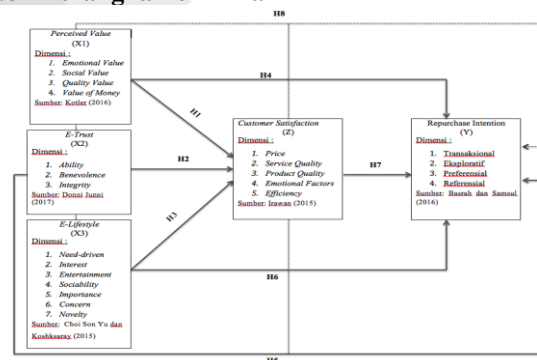 H8
Perceived Value
(X1)
Dimensi :
1. Emotional Value
2. Social Value
3. Quality Value
4. Value of Money
Sumber: Kotler (2016)
H4
H1
E-Trust
(X2)
Dimensi :
1. Ability
2. Benevolence
3. Integrity
Sumber: Donni Junni
(2017)
H2
Customer Satisfaction
(Z)
Dimensi :
1. Price
2. Service Quality
3. Product Quality
4. Emotional Factors
5. Efficiency
Sumber: Irawan (2015)
H7
Repurchase Intention
(Y)
Dimensi :
1. Transaksional
2. Eksploratif
3. Preferensial
4. Referensial
Sumber: Basrah dan Samsul
(2016)
H3
E-Lifestyle
(X3)
Dimensi :
1. Need-driven
2. Interest
3. Entertainment
4. Sociability
5. Importance
6. Concern
7. Novelty
Sumber: Choi Son Yu dan
Koshksaray (2015)
H6